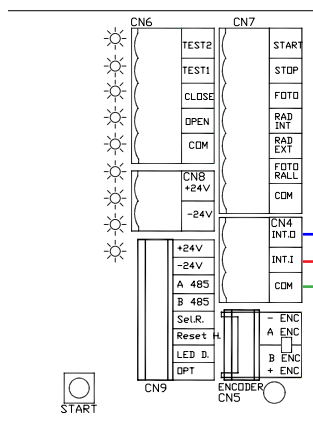 CN6
TEST2
TEST1
CLOSE
OPEN
COM
CN7
START
STOP
FOTO
RAD
INT
RAD
EXT
FOTO
RALL
COM
CN8
+24V
-24V
CN4
INT.O
INT.I
COM
+24V
-24V
A 485
B 485
Sel.R.
Reset H.
LED D.
OPT
CN9
- ENC
A ENC
B ENC
+ ENC
ENCODER
CN5
START